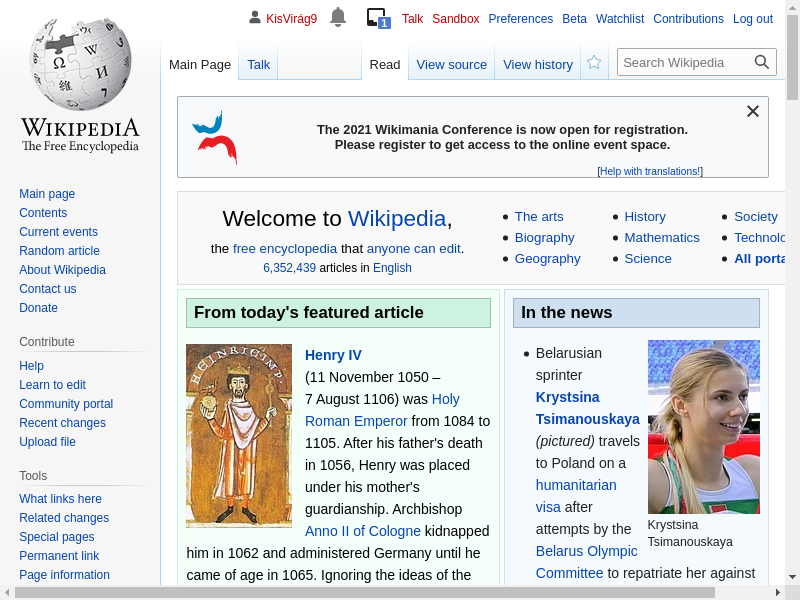 KisVirág9
1
Talk
Sandbox
Preferences
Beta
Watchlist
Contributions
Log out
WIKIPEDIA
The Free Encyclopedia
Main Page
Talk
Read
View source
View history
Search Wikipedia
The 2021 Wikimania Conference is now open for registration.
Please register to get access to the online event space.
[Help with translations!]
Main page
Contents
Current events
Random article
About Wikipedia
Contact us
Donate
Contribute
Help
Learn to edit
Community portal
Recent changes
Upload file
Tools
What links here
Related changes
Special pages
Permanent link
Page information
Welcome to Wikipedia,
the free encyclopedia that anyone can edit.
6,352,439 articles in English
The arts
Biography
Geography
History
Mathematics
Science
Society
Technolo
All porta
From today's featured article
HEINRIC IMP
Henry IV
(11 November 1050 –
7 August 1106) was Holy
Roman Emperor from 1084 to
1105. After his father's death
in 1056, Henry was placed
under his mother's
guardianship. Archbishop
Anno II of Cologne kidnapped
him in 1062 and administered Germany until he
came of age in 1065. Ignoring the ideas of the
In the news
Belarusian
sprinter
Krystsina
Tsimanouskaya
(pictured) travels
to Poland on a
humanitarian
visa after
attempts by the
Belarus Olympic
Committee to repatriate her against
Krystsina
Tsimanouskaya